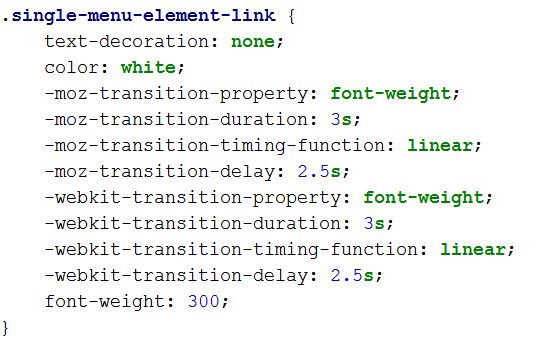 .single-menu-element-link {
    text-decoration: none;
    color: white;
    -moz-transition-property: font-weight;
    -moz-transition-duration: 3s;
    -moz-transition-timing-function: linear;
    -moz-transition-delay: 2.5s;
    -webkit-transition-property: font-weight;
    -webkit-transition-duration: 3s;
    -webkit-transition-timing-function: linear;
    -webkit-transition-delay: 2.5s;
    font-weight: 300;
}